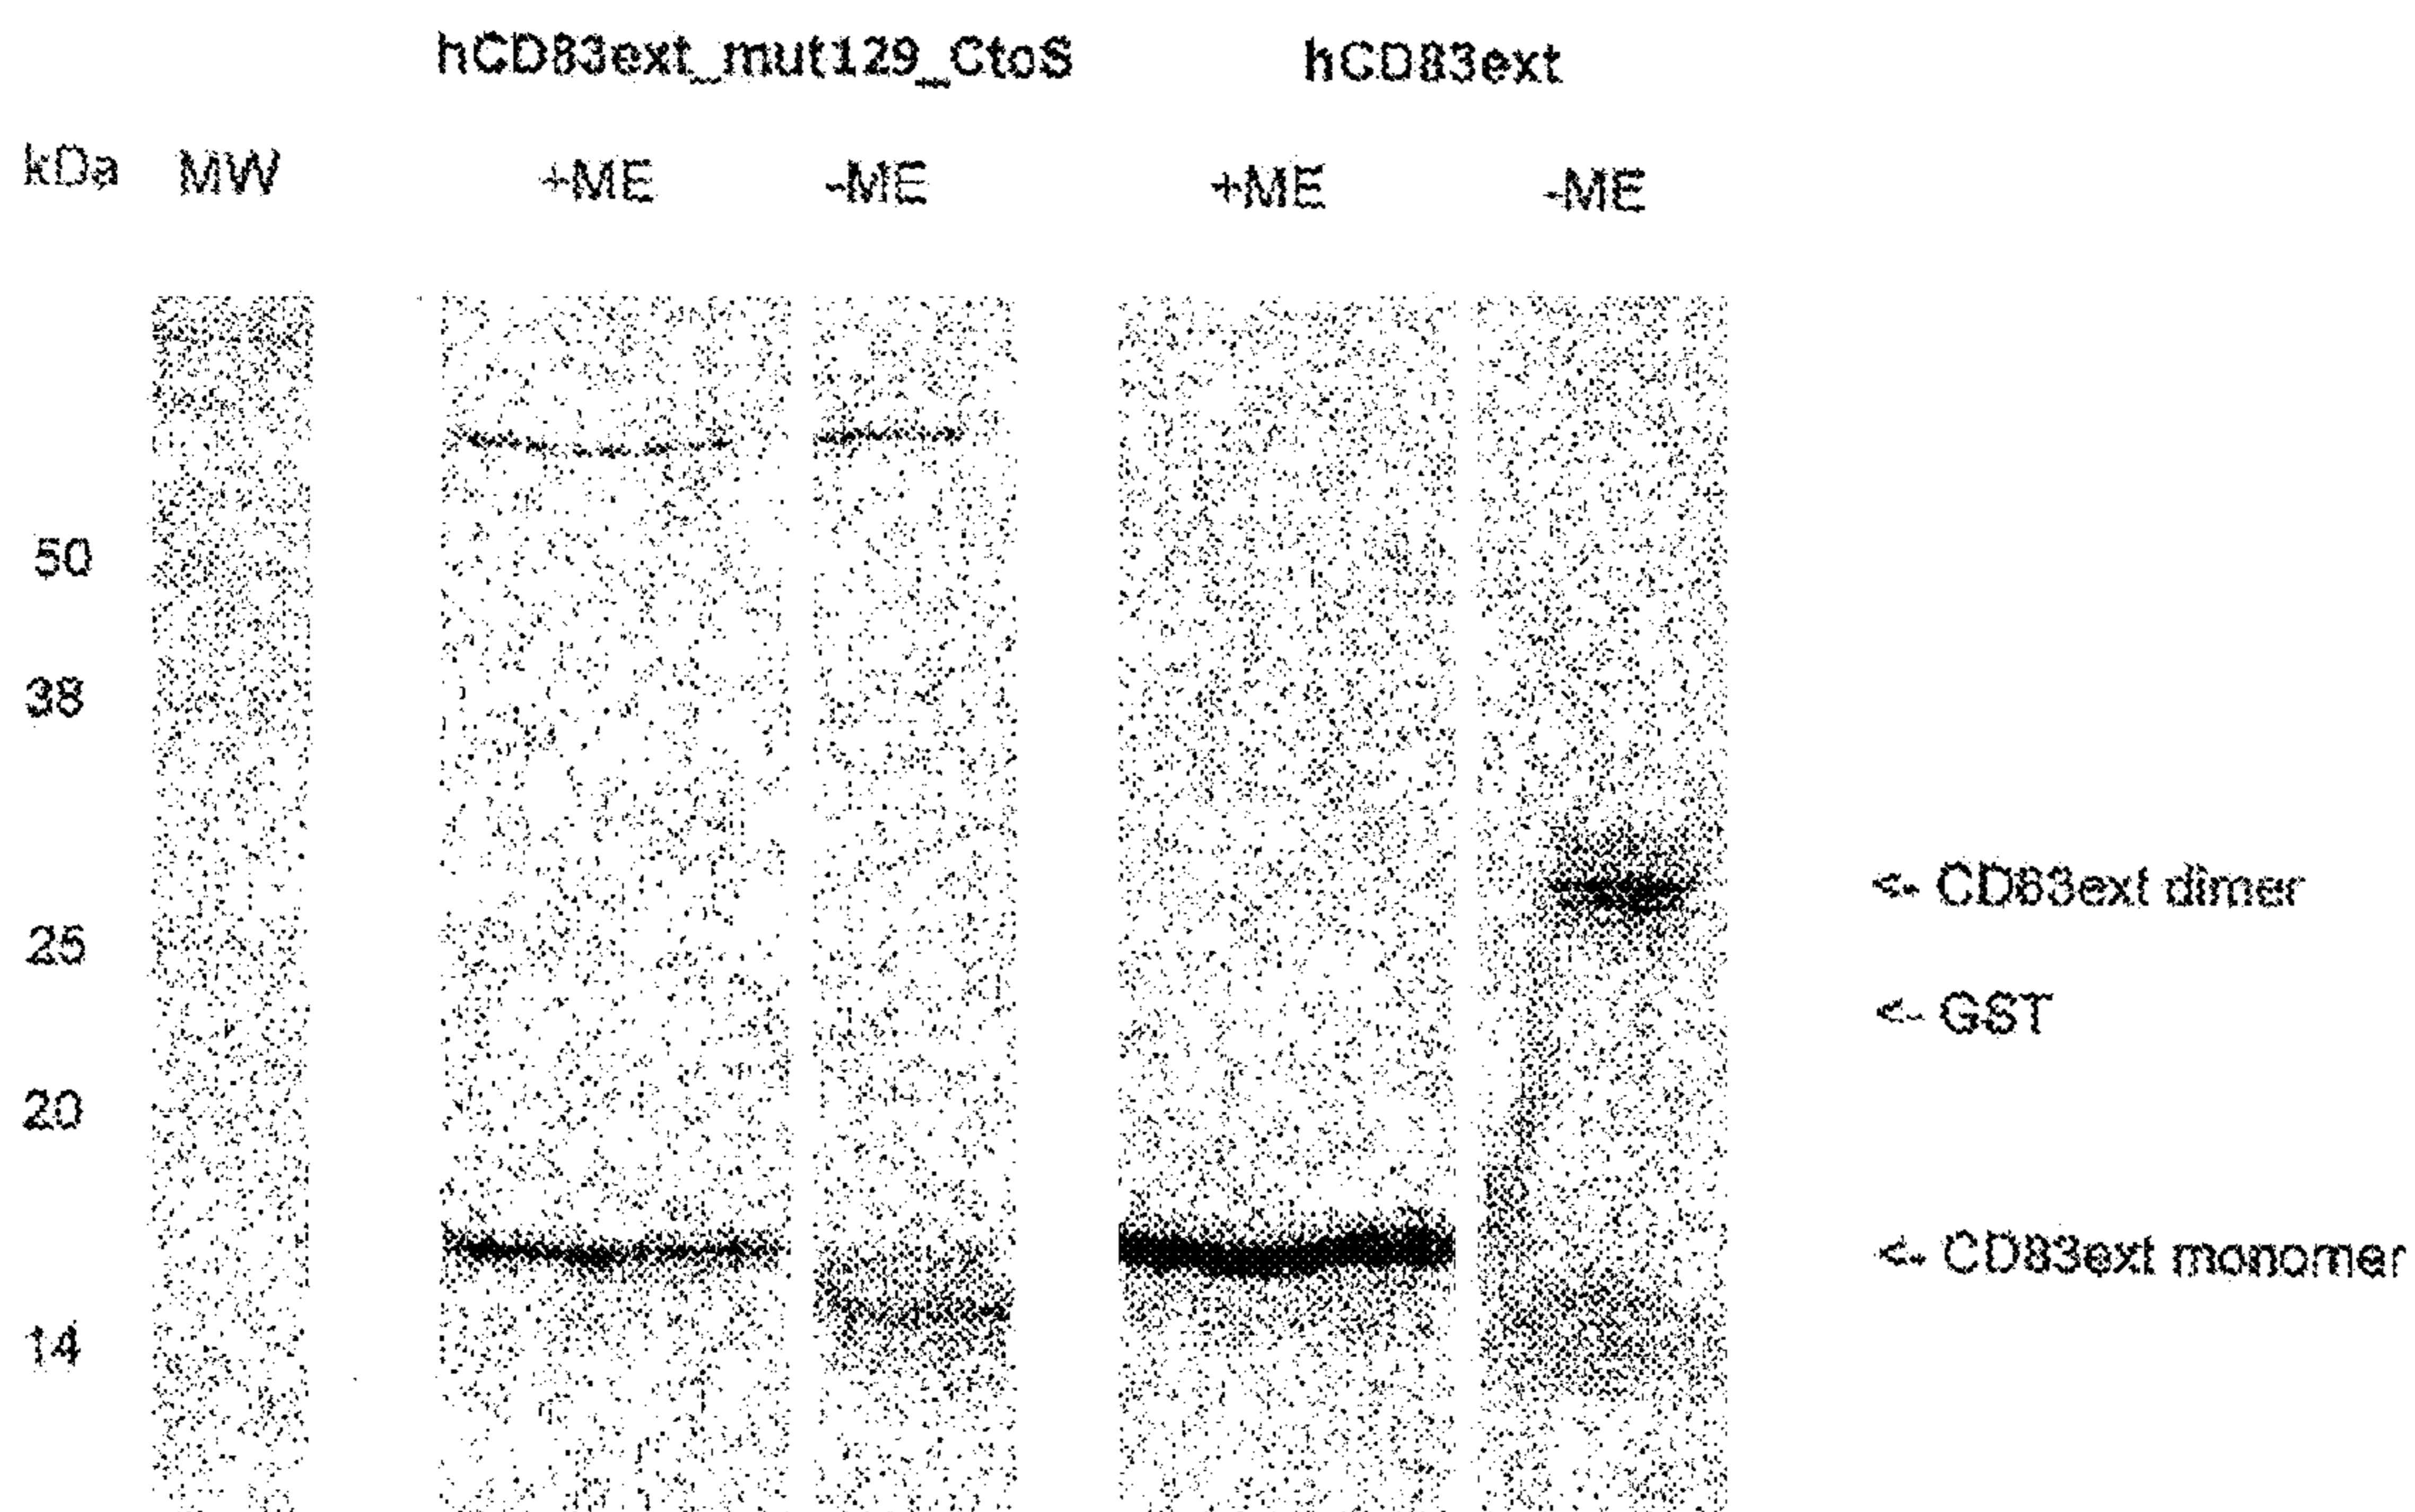 hCD83ext_mut129_CtoS hCD83ext
kDa MW +ME -ME +ME -ME
50
38
<- CD83ext dimer
25
<- GST
20
<- CD83ext monomer
14